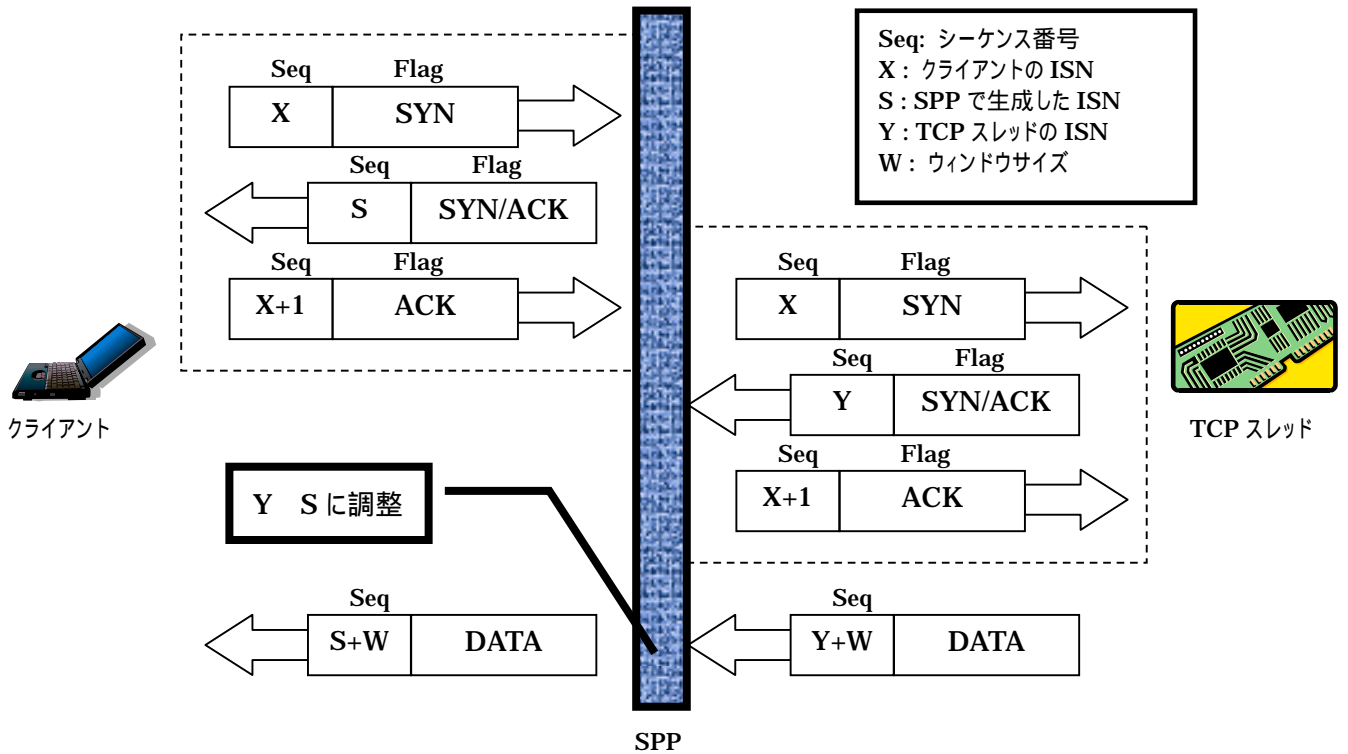 Seq: シーケンス番号
X : クライアントの ISN
S : SPP で生成した ISN
Y : TCP スレッドの ISN
W : ウィンドウサイズ
Seq Flag
X SYN
Seq Flag
S SYN/ACK
Seq Flag
X+1 ACK
Seq Flag
X SYN
Seq Flag
Y SYN/ACK
Seq Flag
X+1 ACK
クライアント
TCP スレッド
Y S に調整
Seq
S+W DATA
Seq
Y+W DATA
SPP